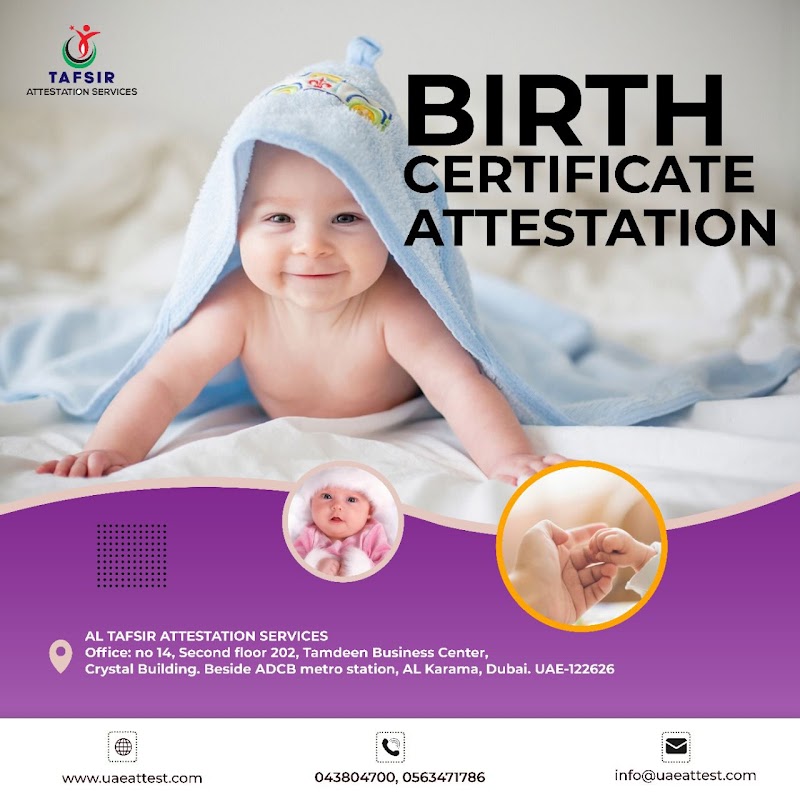 TAFSIR
ATTESTATION SERVICES
BIRTH
CERTIFICATE
ATTESTATION
AL TAFSIR ATTESTATION SERVICES
Office: no 14, Second floor 202, Tamdeen Business Center,
Crystal Building. Beside ADCB metro station, AL Karama, Dubai. UAE-122626
www.uaeattest.com
043804700, 0563471786
info@uaeattest.com